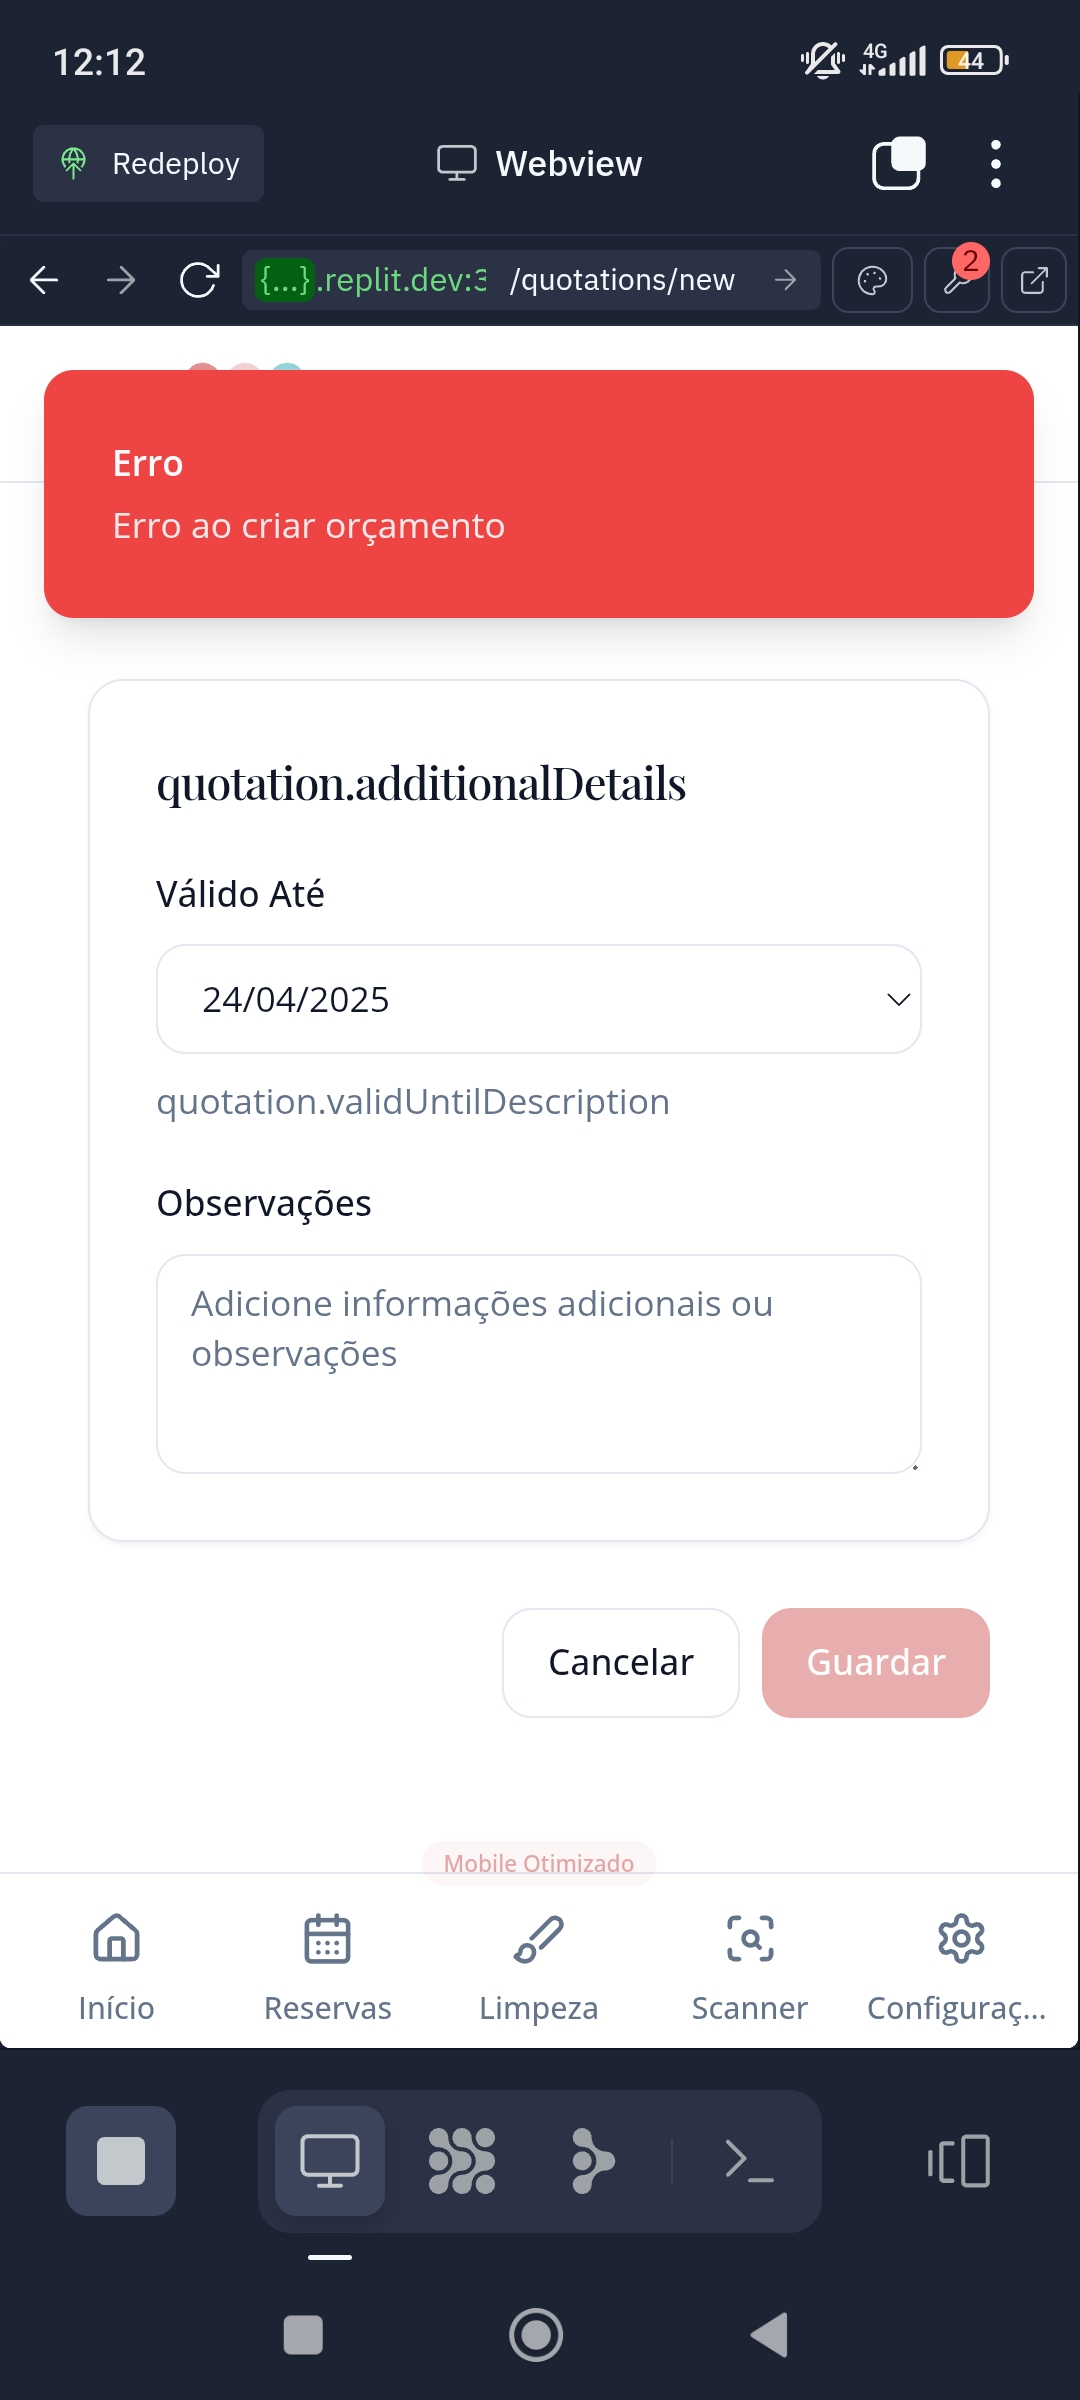 12:12
4G
44
Redeploy
Webview
{...}.replit.dev:3 /quotations/new
2
Erro
Erro ao criar orçamento
quotation.additionalDetails
Válido Até
24/04/2025
quotation.validUntilDescription
Observações
Adicione informações adicionais ou
observações
Cancelar
Guardar
Mobile Otimizado
Início
Reservas
Limpeza
Scanner
Configuraç...